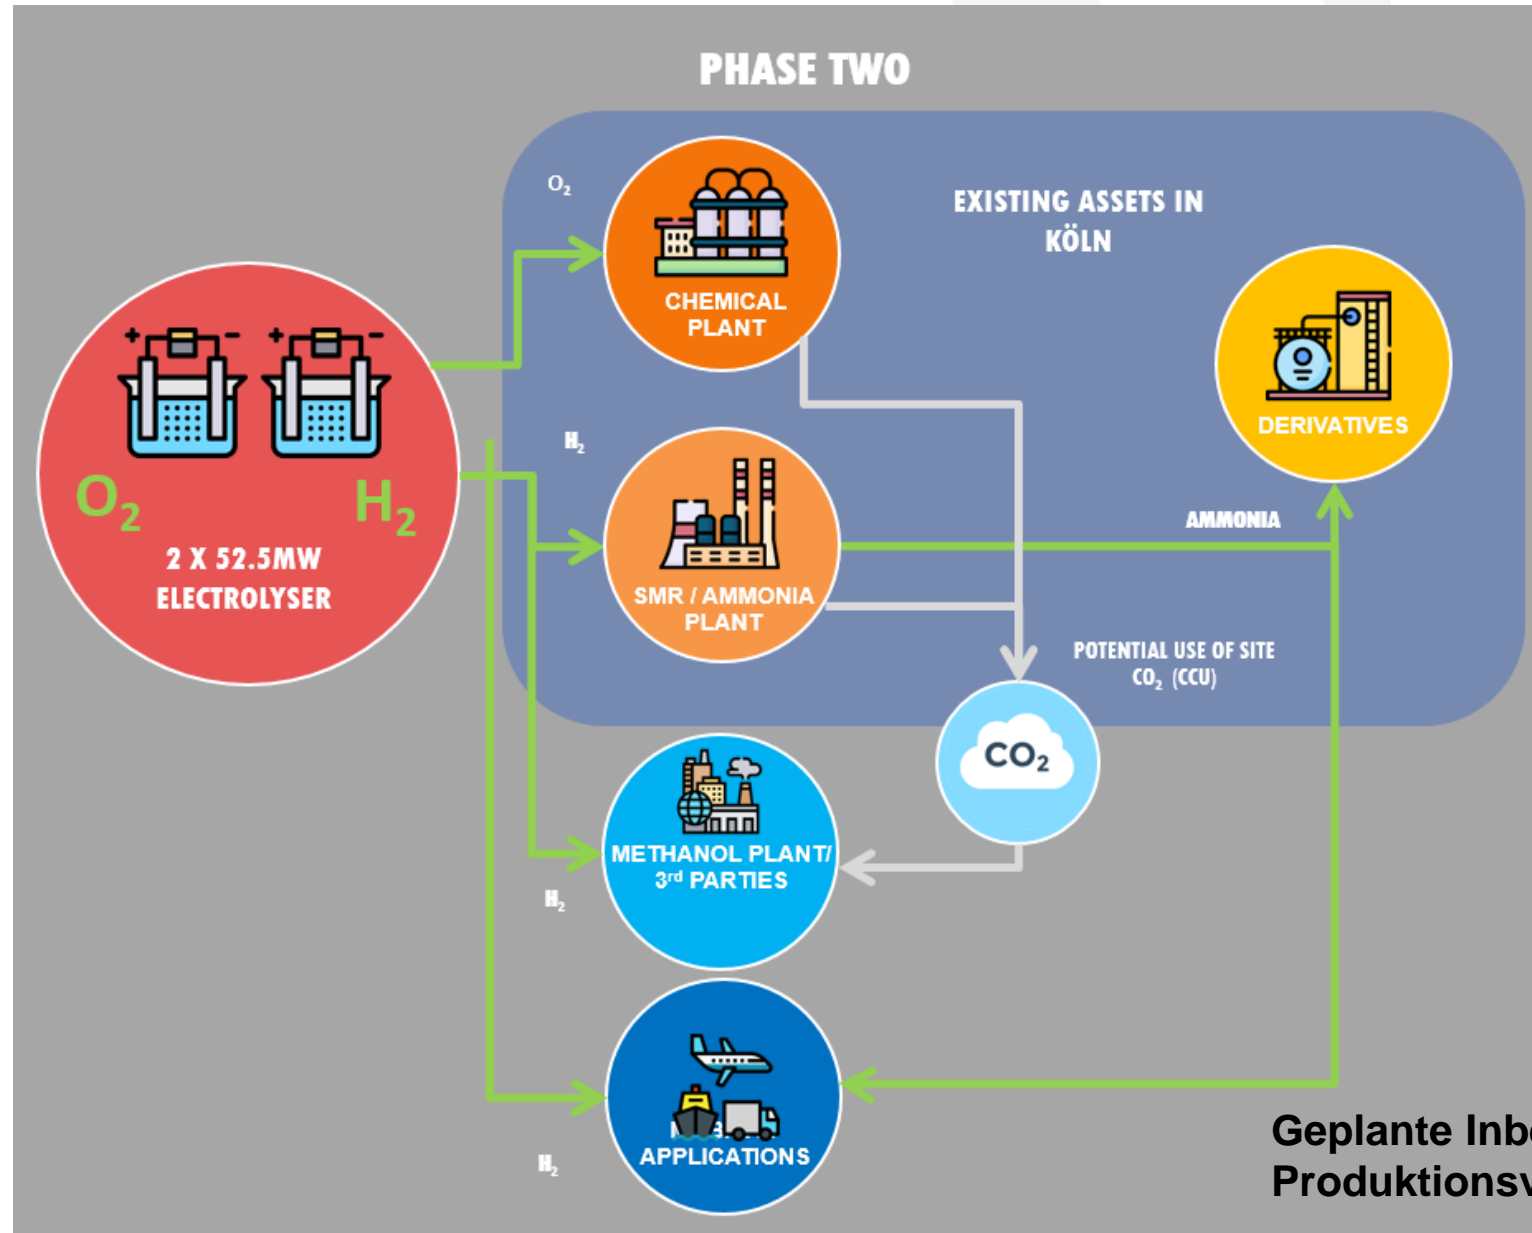 PHASE TWO
O₂
CHEMICAL
PLANT
EXISTING ASSETS IN
KÖLN
DERIVATIVES
+ - + -
O₂
H₂
2 X 52.5MW
ELECTROLYSER
H₂
SMR / AMMONIA
PLANT
AMMONIA
POTENTIAL USE OF SITE
CO₂ (CCU)
CO₂
METHANOL PLANT/
3rd PARTIES
H₂
APPLICATIONS
H₂
Geplante